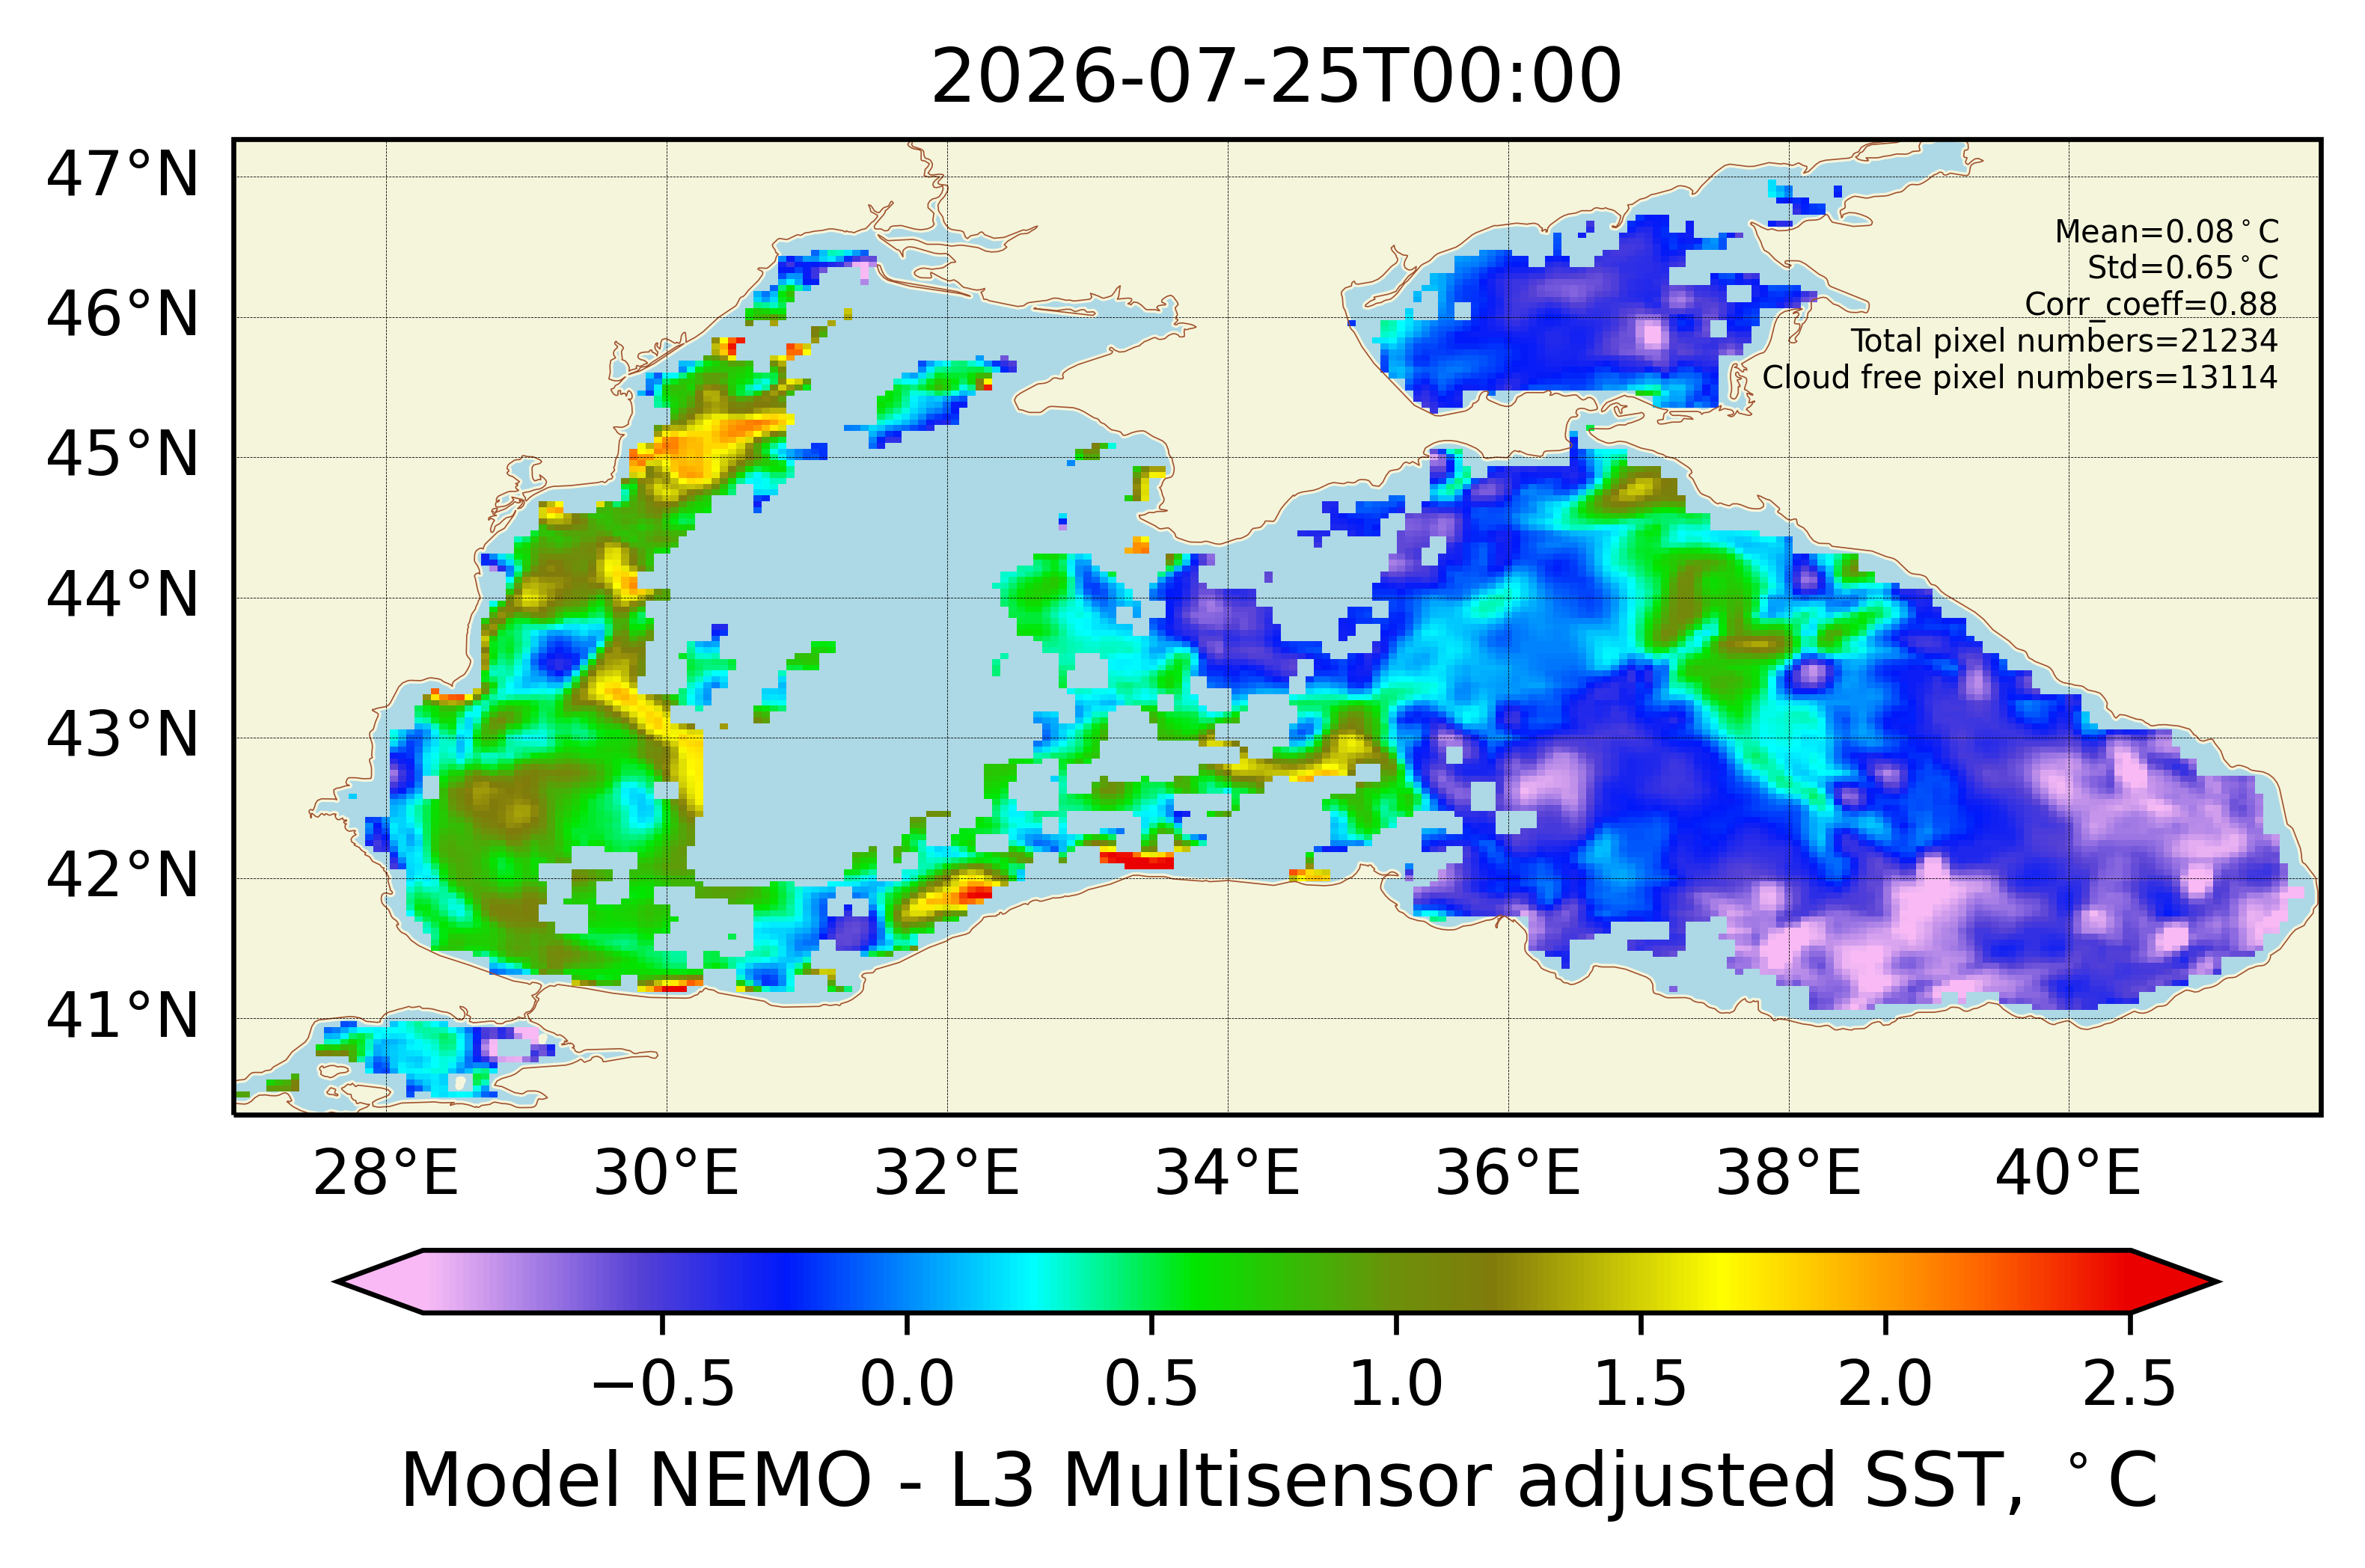 2026-07-25T00:00
47°N
46°N
45°N
44°N
43°N
42°N
41°N
Mean=0.08°C
Std=0.65°C
Corr_coeff=0.88
Total pixel numbers=21234
Cloud free pixel numbers=13114
28°E 30°E 32°E 34°E 36°E 38°E 40°E
−0.5 0.0 0.5 1.0 1.5 2.0 2.5
Model NEMO - L3 Multisensor adjusted SST, °C